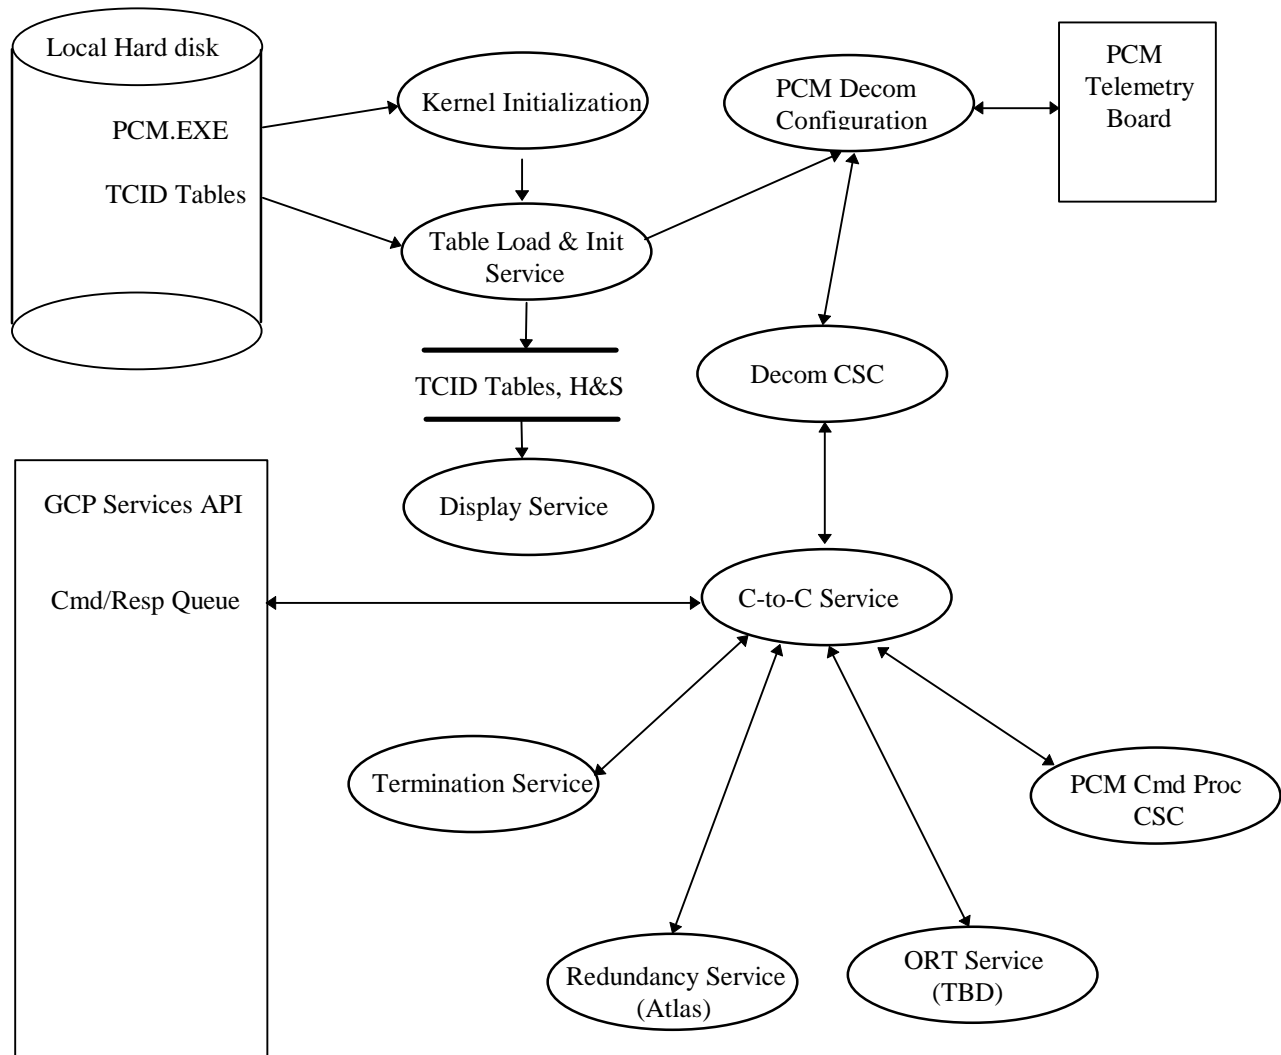 Local Hard disk
PCM.EXE
TCID Tables
Kernel Initialization
Table Load & Init
Service
TCID Tables, H&S
Display Service
PCM Decom
Configuration
PCM
Telemetry
Board
Decom CSC
GCP Services API
Cmd/Resp Queue
C-to-C Service
Termination Service
PCM Cmd Proc
CSC
Redundancy Service
(Atlas)
ORT Service
(TBD)